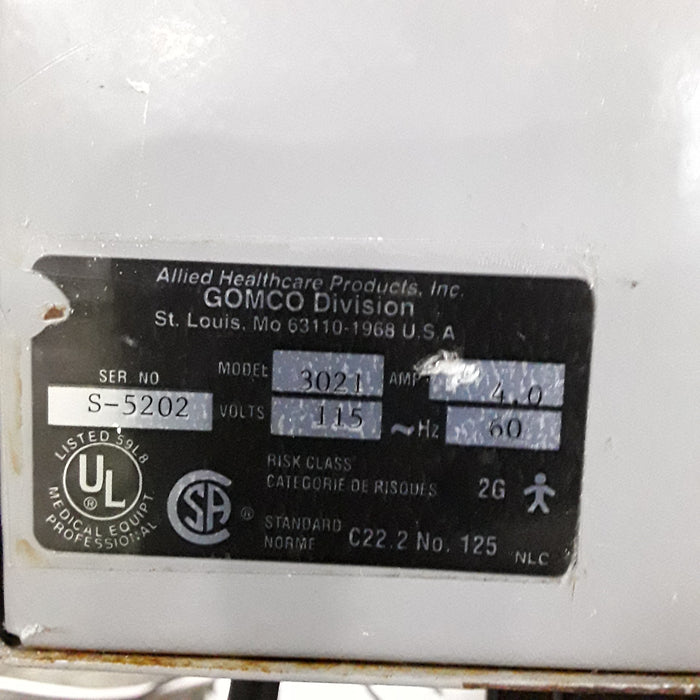 Allied Healthcare Products, Inc.
GOMCO Division
St. Louis, Mo 63110-1968 U.S.A
SER. NO
S-5202
MODEL 3021 AMP 4.0
VOLTS 115 ~Hz 60
LISTED 59L8
UL
®
MEDICAL EQUIPT
PROFESSIONAL
CSA ®
RISK CLASS
CATEGORIE DE RISQUES 2G
STANDARD
NORME C22.2 No. 125 NLC